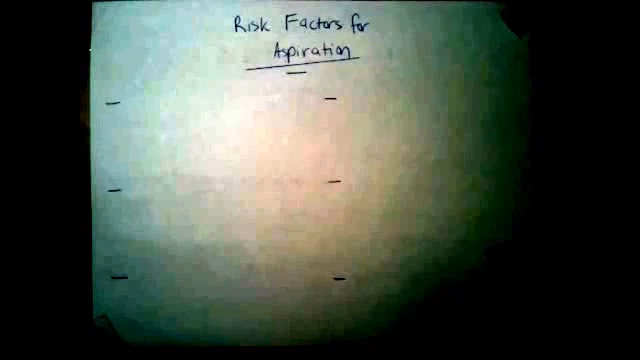 Risk Factors for
Aspiration
-
- -
- -
- -